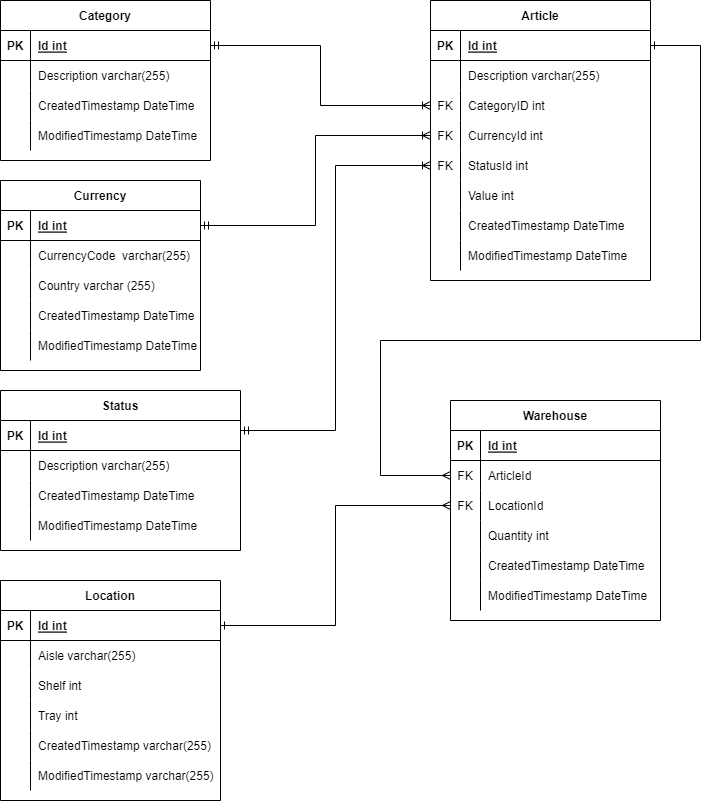 Category
PK Id int
Description varchar(255)
CreatedTimestamp DateTime
ModifiedTimestamp DateTime
Article
PK Id int
Description varchar(255)
FK CategoryID int
FK CurrencyId int
FK StatusId int
Value int
CreatedTimestamp DateTime
ModifiedTimestamp DateTime
Currency
PK Id int
CurrencyCode  varchar(255)
Country varchar (255)
CreatedTimestamp DateTime
ModifiedTimestamp DateTime
Status
PK Id int
Description varchar(255)
CreatedTimestamp DateTime
ModifiedTimestamp DateTime
Warehouse
PK Id int
FK ArticleId
FK LocationId
Quantity int
CreatedTimestamp DateTime
ModifiedTimestamp DateTime
Location
PK Id int
Aisle varchar(255)
Shelf int
Tray int
CreatedTimestamp varchar(255)
ModifiedTimestamp varchar(255)